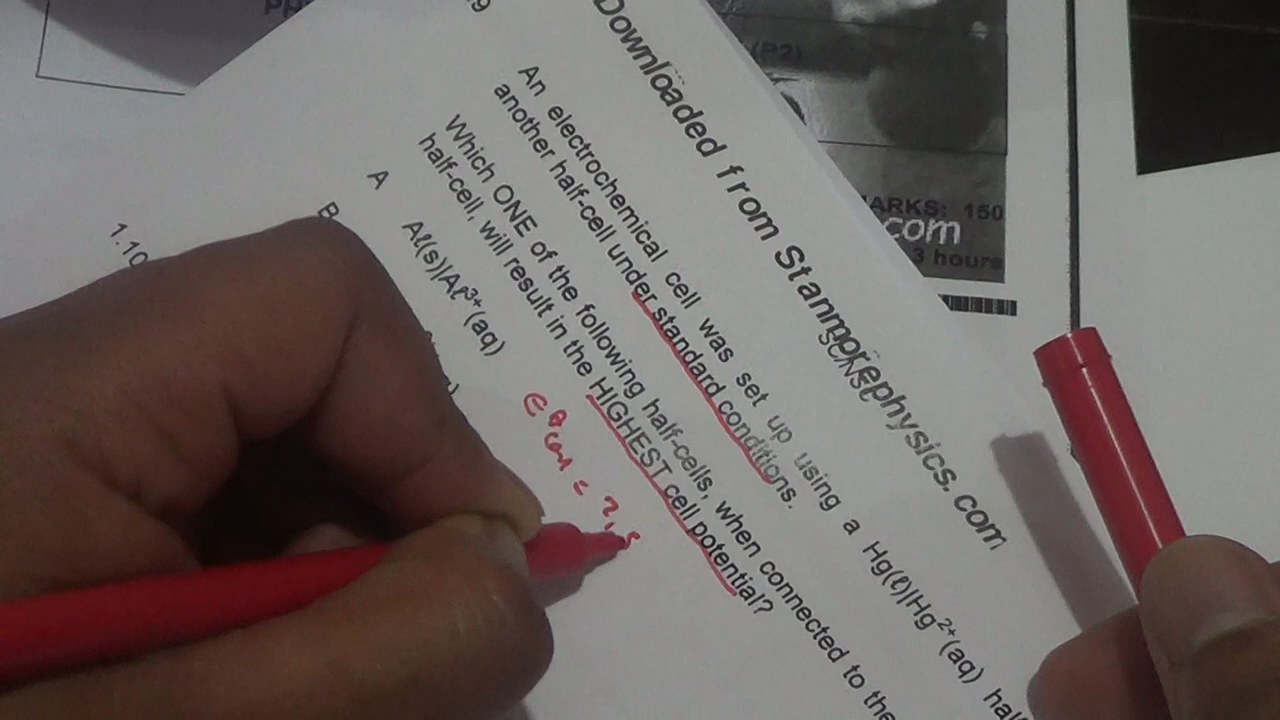 Downloaded from Stanmorephysics.com
An electrochemical cell was set up using a Hg(ℓ)|Hg²⁺(aq)
another half-cell under standard conditions.
Which ONE of the following half-cells, when connected to the
half-cell, will result in the HIGHEST cell potential?
A Aℓ(s)|Aℓ³⁺(aq)
B
1.10
(P2)
MARKS: 150
com
3 hours